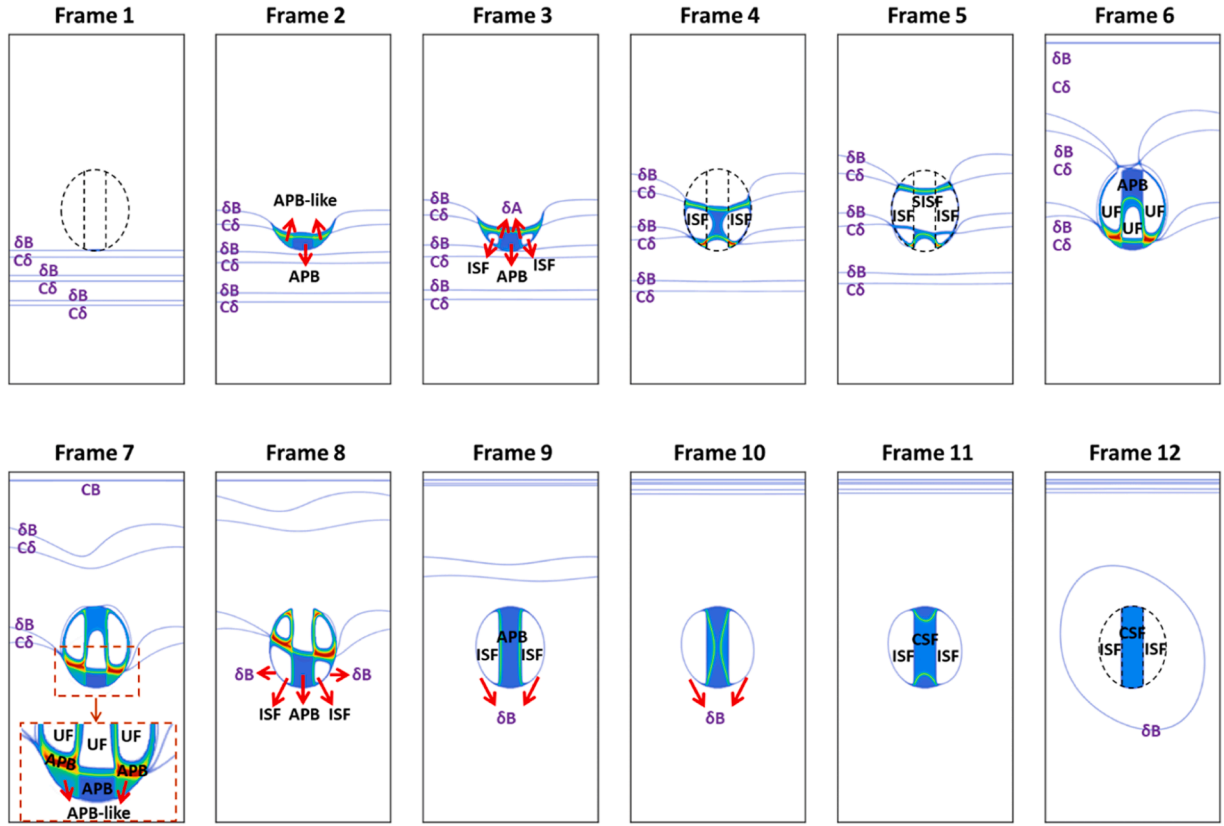 Frame 1
δB
Cδ
δB
Cδ
δB
Cδ
Frame 2
APB-like
δB
Cδ
δB
Cδ
APB
δB
Cδ
Frame 3
δA
δB
Cδ
δB
Cδ
ISF APB ISF
δB
Cδ
Frame 4
δB
Cδ
ISF ISF
δB
Cδ
δB
Cδ
Frame 5
δB
Cδ
SISF
ISF ISF
δB
Cδ
δB
Cδ
Frame 6
δB
Cδ
δB
Cδ
APB
UF UF
UF
δB
Cδ
Frame 7
CB
δB
Cδ
δB
Cδ
UF UF UF
APB APB
APB
APB-like
Frame 8
δB δB
ISF APB ISF
Frame 9
APB
ISF ISF
δB
Frame 10
δB
Frame 11
CSF
ISF ISF
Frame 12
CSF
ISF ISF
δB